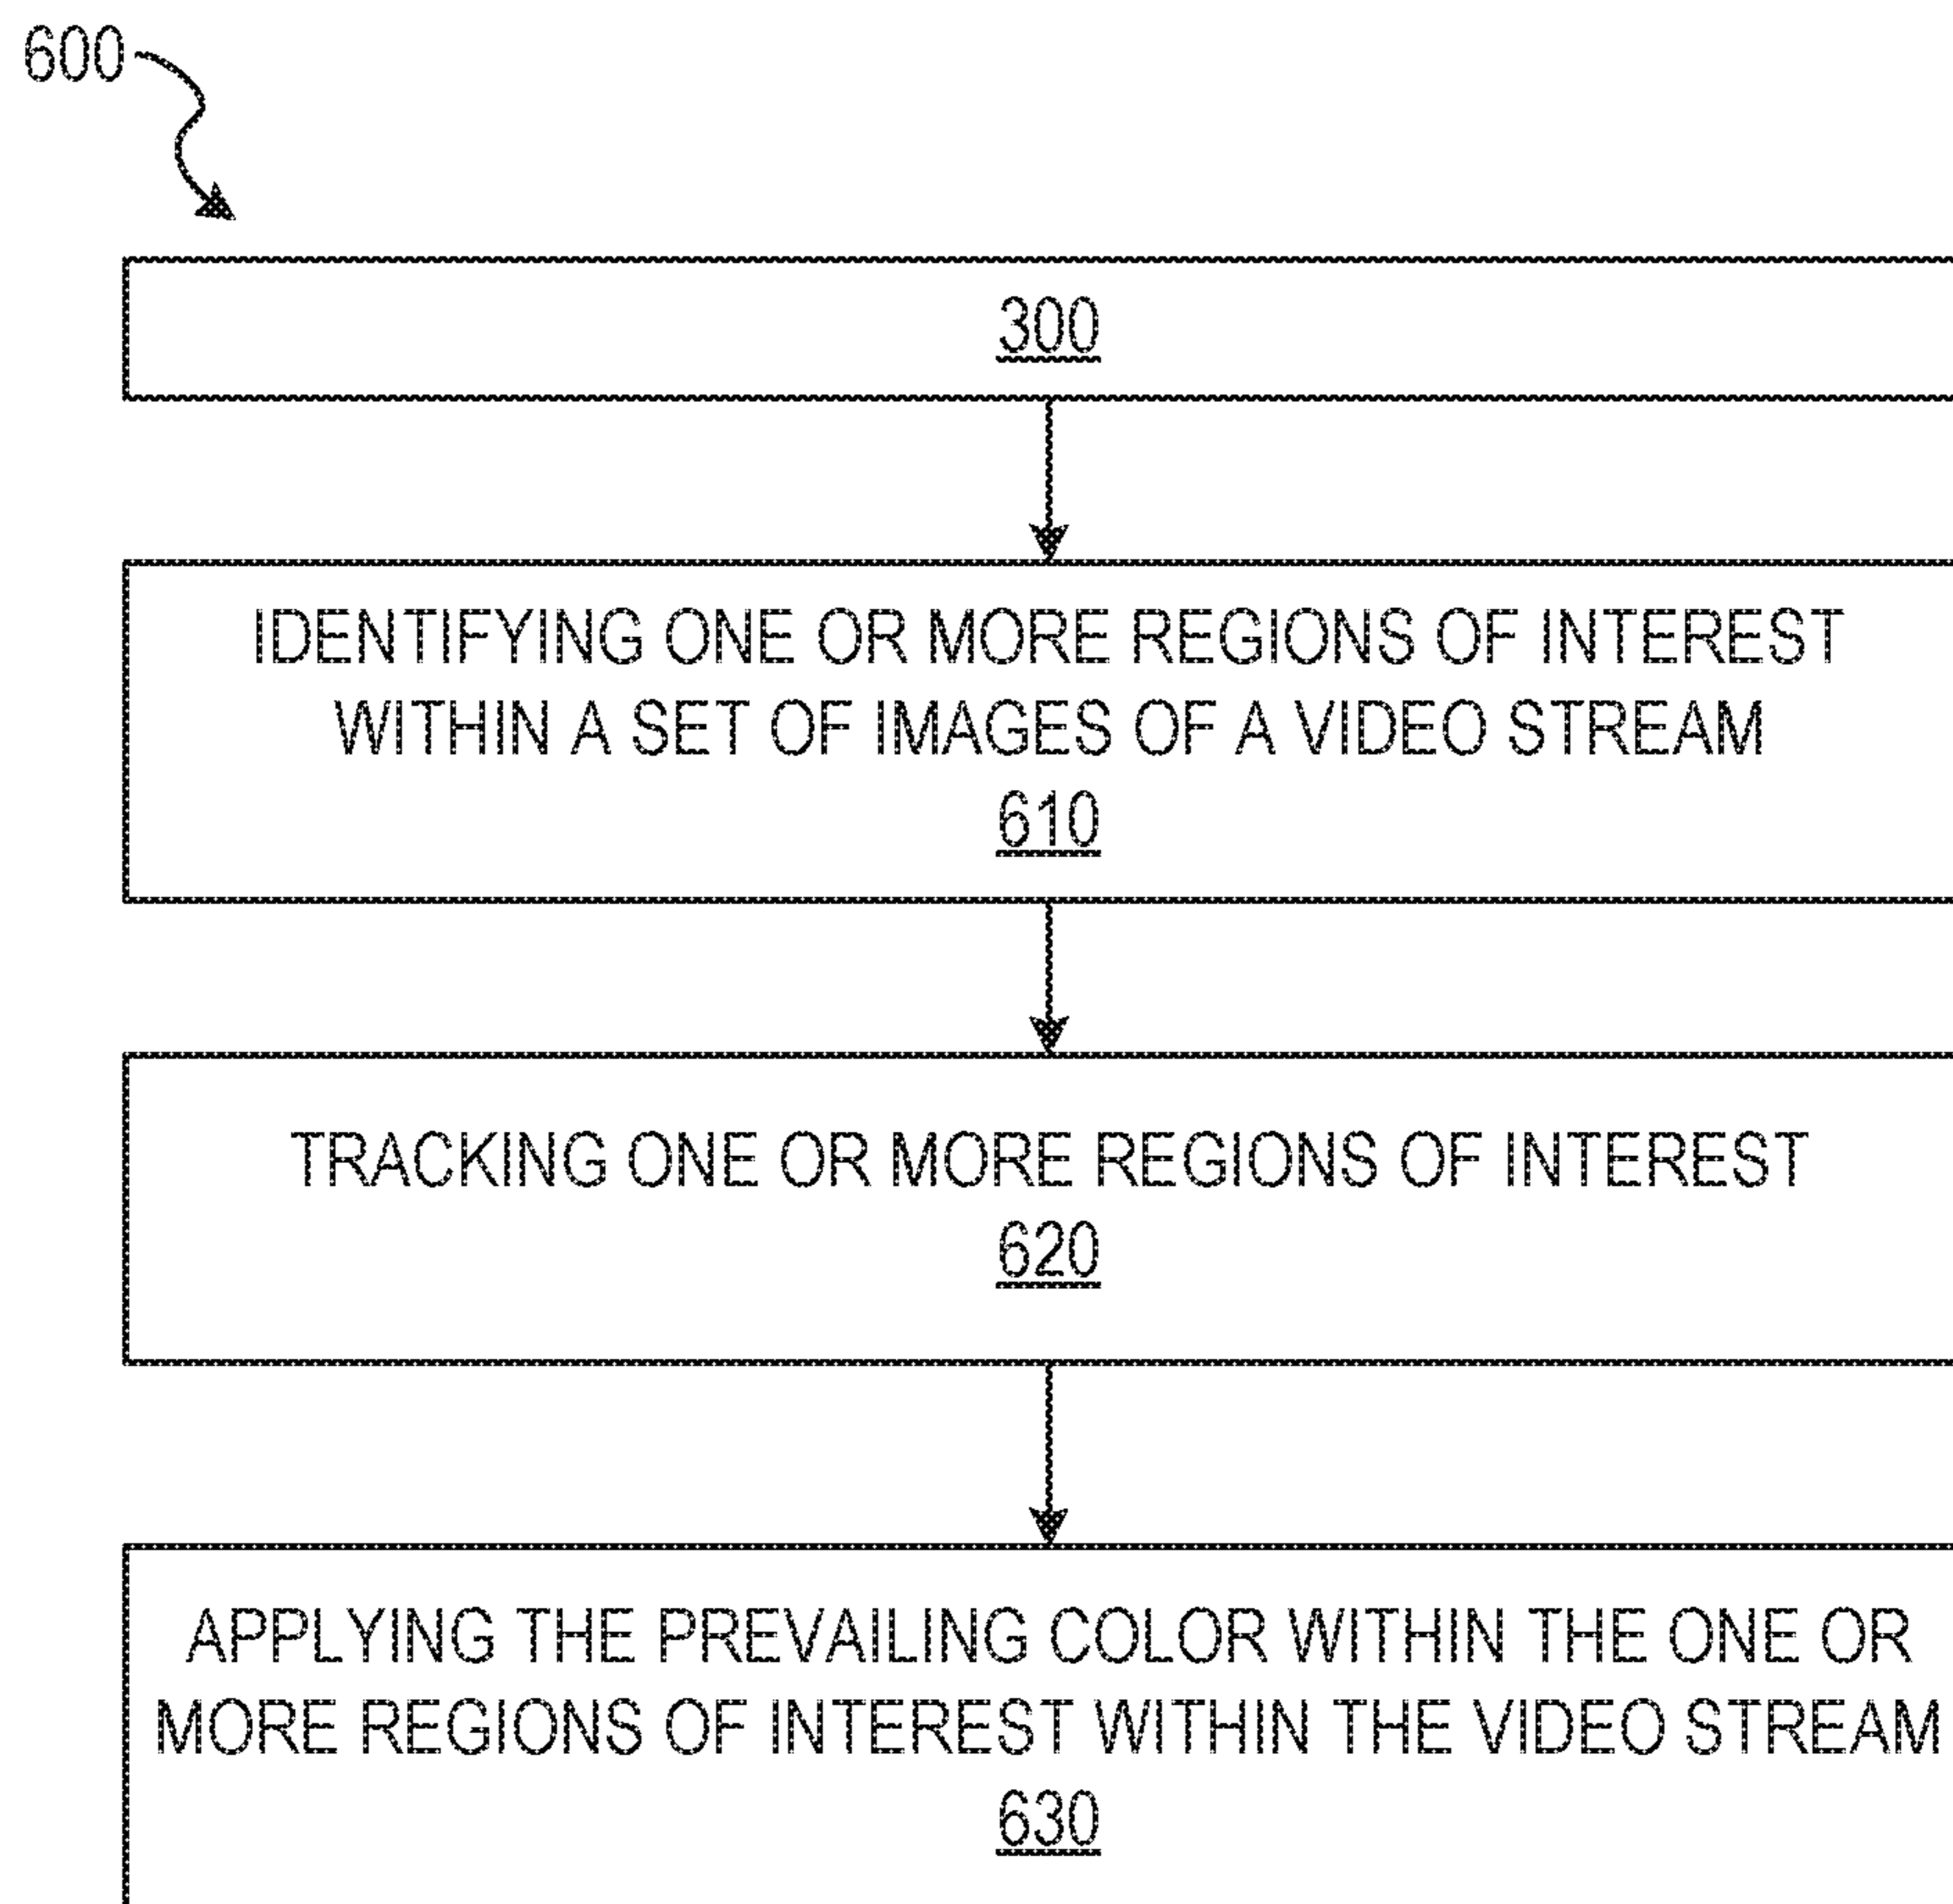 600
300
IDENTIFYING ONE OR MORE REGIONS OF INTEREST
WITHIN A SET OF IMAGES OF A VIDEO STREAM
610
TRACKING ONE OR MORE REGIONS OF INTEREST
620
APPLYING THE PREVAILING COLOR WITHIN THE ONE OR
MORE REGIONS OF INTEREST WITHIN THE VIDEO STREAM
630